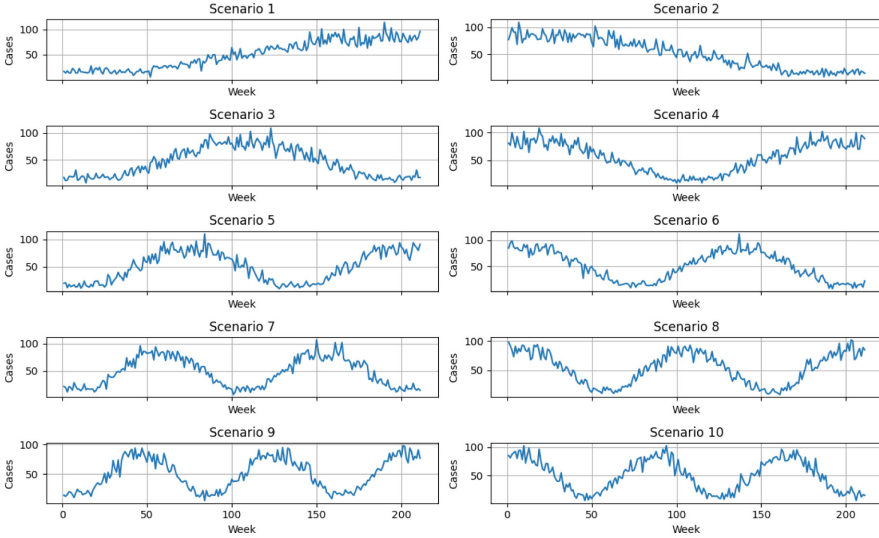 Scenario 1
Cases
100
50
Week
Scenario 2
Cases
100
50
Week
Scenario 3
Cases
100
50
Week
Scenario 4
Cases
100
50
Week
Scenario 5
Cases
100
50
Week
Scenario 6
Cases
100
50
Week
Scenario 7
Cases
100
50
Week
Scenario 8
Cases
100
50
Week
Scenario 9
Cases
100
50
0 50 100 150 200
Week
Scenario 10
Cases
100
50
0 50 100 150 200
Week